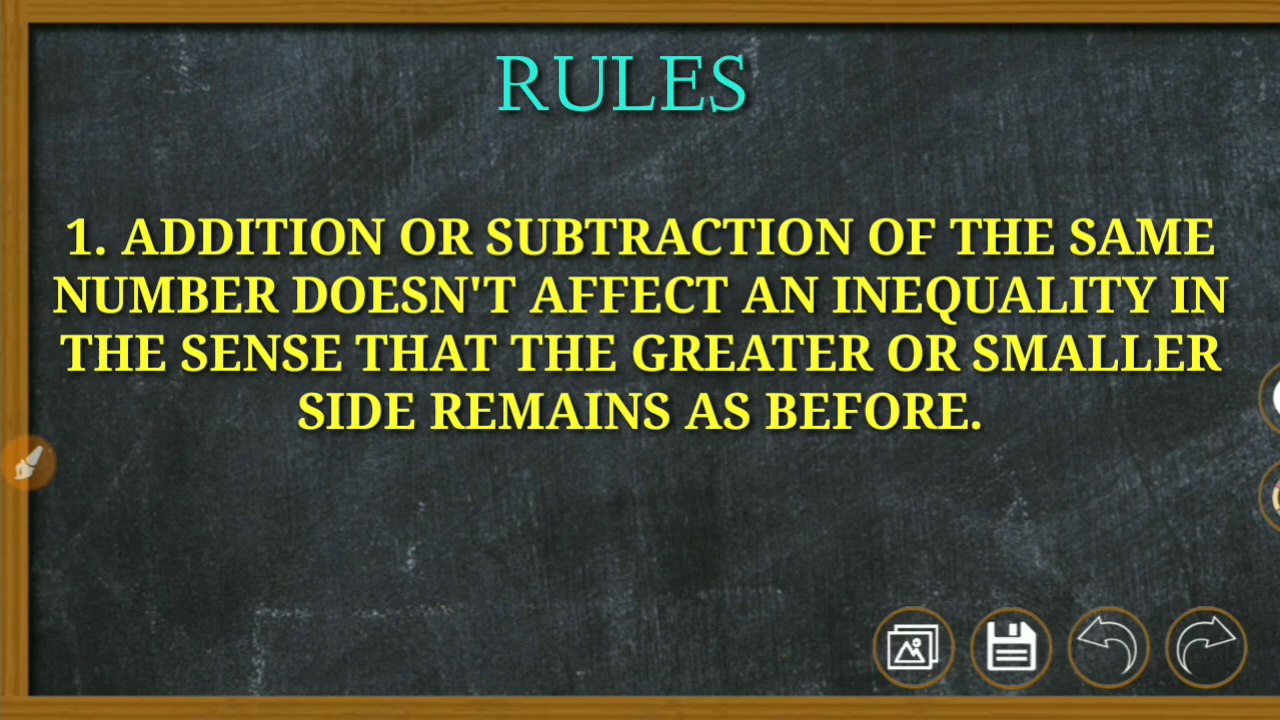 RULES
1. ADDITION OR SUBTRACTION OF THE SAME
NUMBER DOESN'T AFFECT AN INEQUALITY IN
THE SENSE THAT THE GREATER OR SMALLER
SIDE REMAINS AS BEFORE.